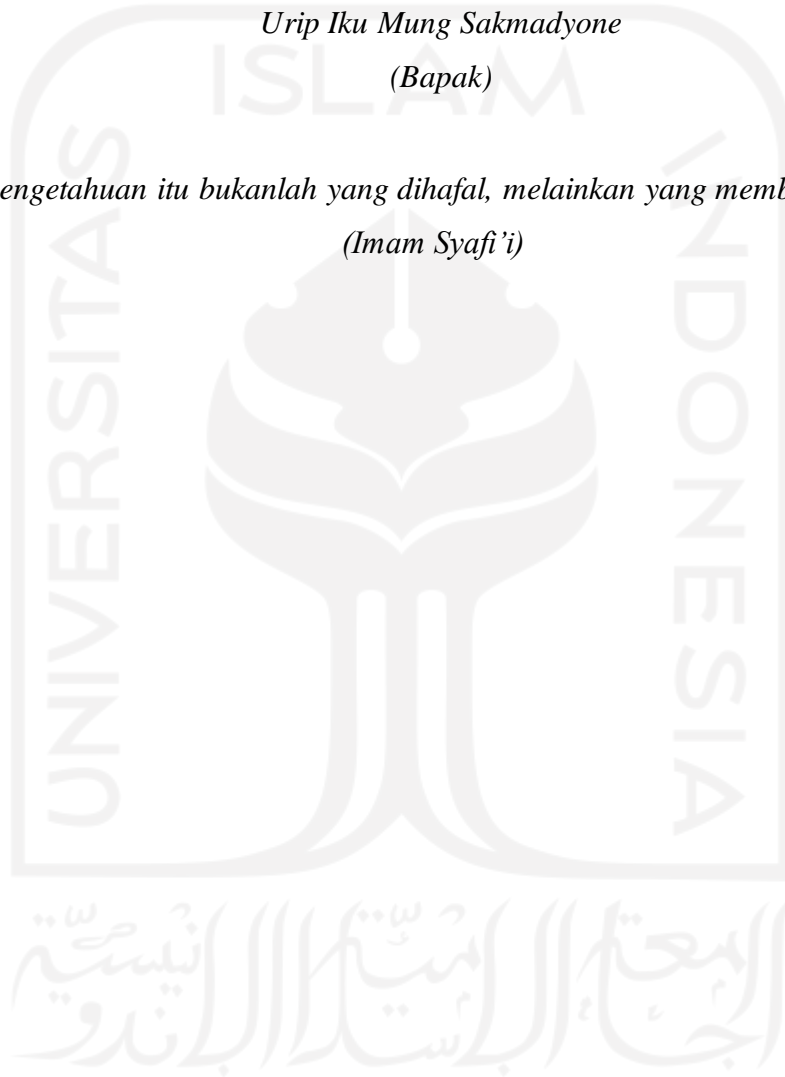 Urip Iku Mung Sakmadyone
(Bapak)
engetahuan itu bukanlah yang dihafal, melainkan yang memb
(Imam Syafi’i)
ISLAM
UNIVERSITAS
INDONESIA